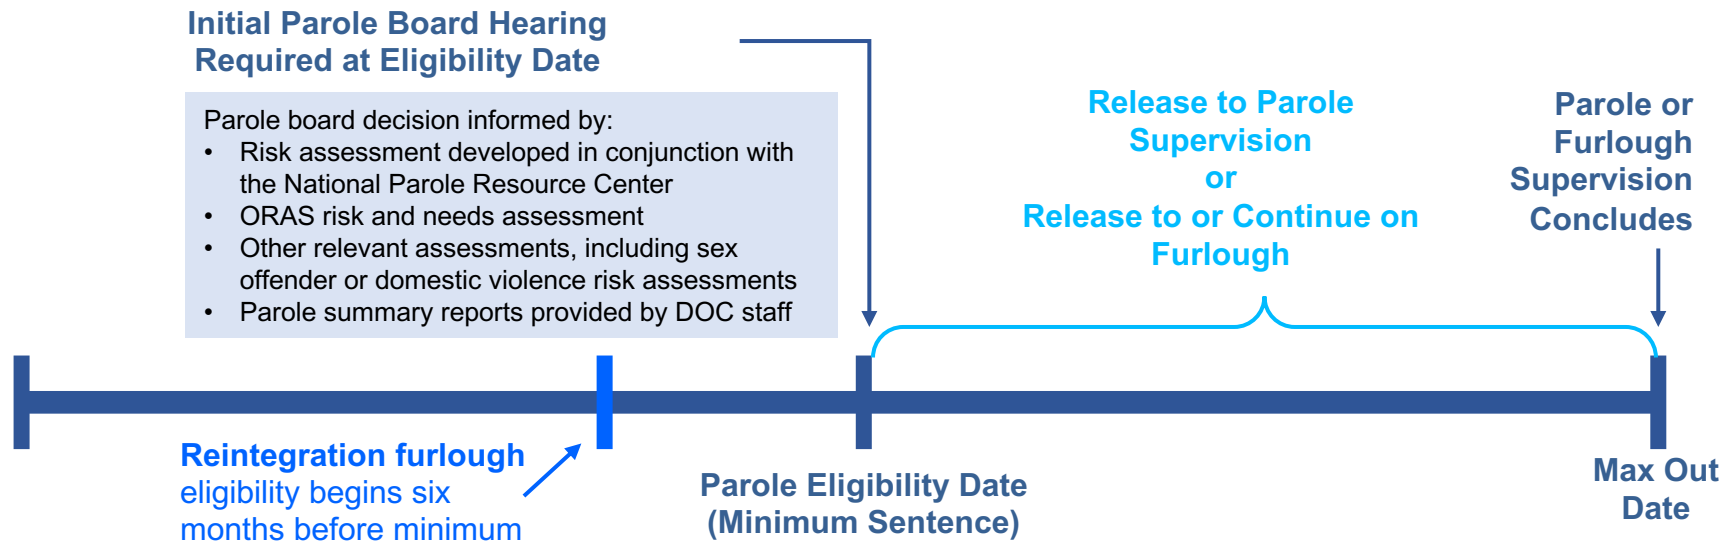 Initial Parole Board Hearing
Required at Eligibility Date
Parole board decision informed by:
• Risk assessment developed in conjunction with
the National Parole Resource Center
• ORAS risk and needs assessment
• Other relevant assessments, including sex
offender or domestic violence risk assessments
• Parole summary reports provided by DOC staff
Release to Parole
Supervision
or
Release to or Continue on
Furlough
Parole or
Furlough
Supervision
Concludes
Reintegration furlough
eligibility begins six
months before minimum
Parole Eligibility Date
(Minimum Sentence)
Max Out
Date